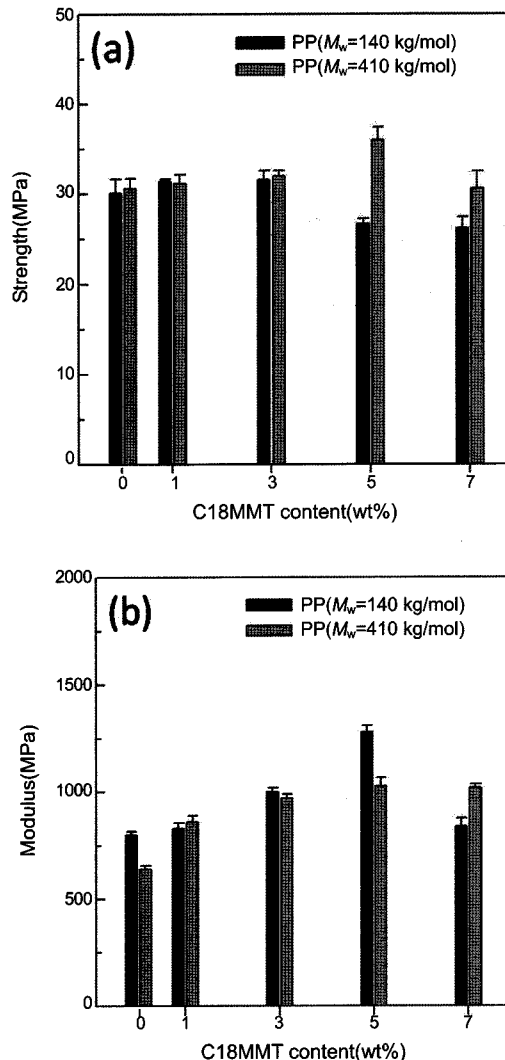 50
(a)
PP(Mw=140 kg/mol)
PP(Mw=410 kg/mol)
40
30
20
10
0
Strength(MPa)
0 1 3 5 7
C18MMT content(wt%)
2000
(b)
PP(Mw=140 kg/mol)
PP(Mw=410 kg/mol)
1500
1000
500
0
Modulus(MPa)
0 1 3 5 7
C18MMT content(wt%)